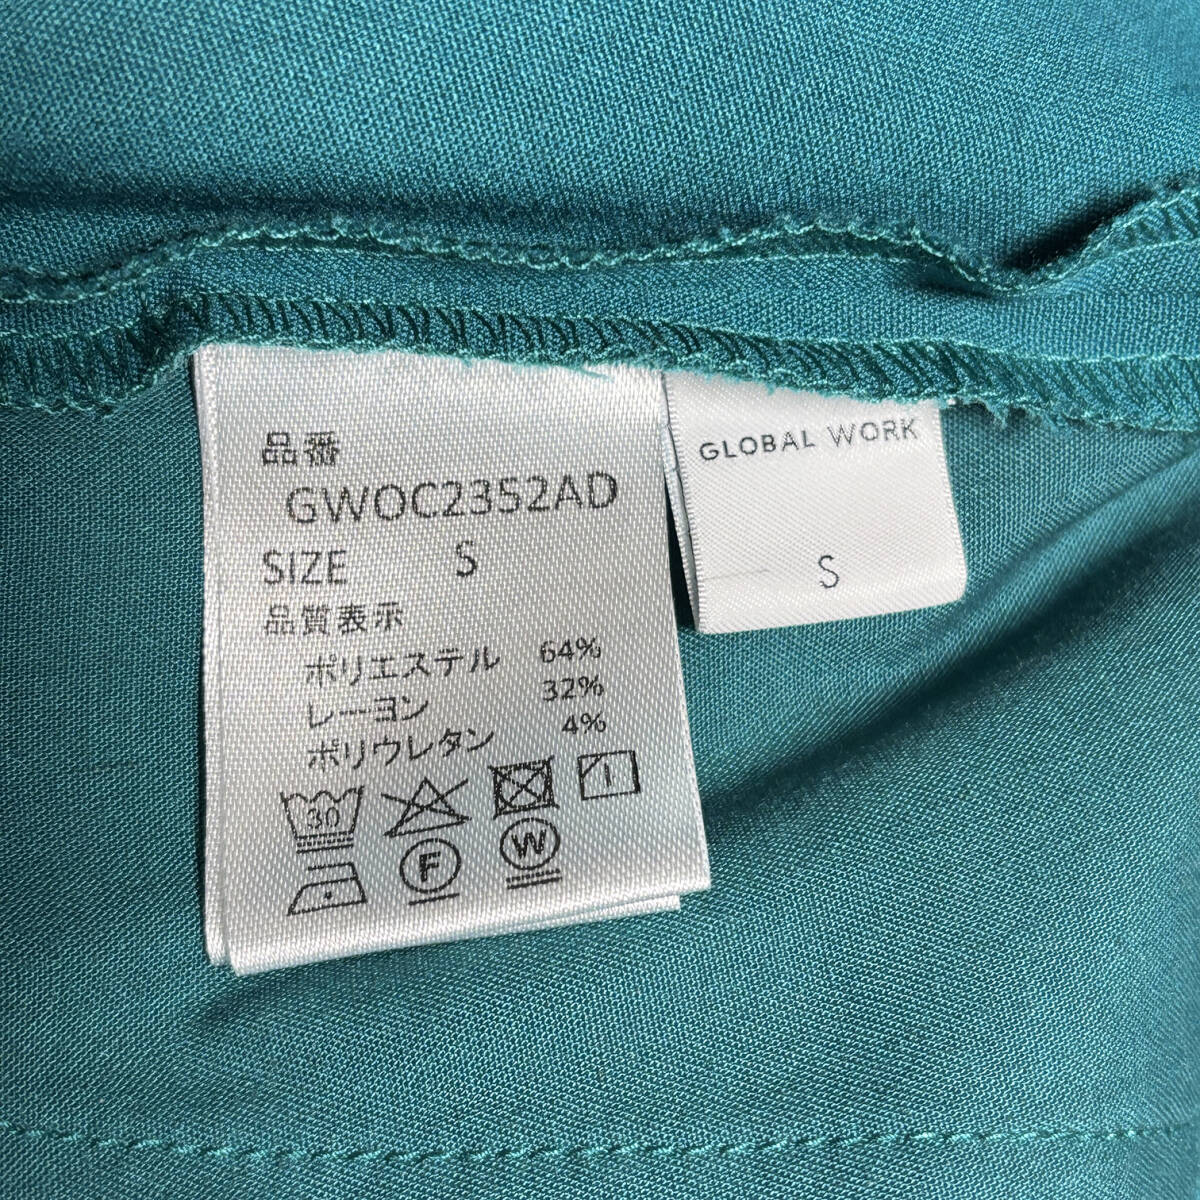 品番
GWOC2352AD
SIZE S
品質表示
ポリエステル 64%
レーヨン 32%
ポリウレタン 4%
30
F W
GLOBAL WORK
S